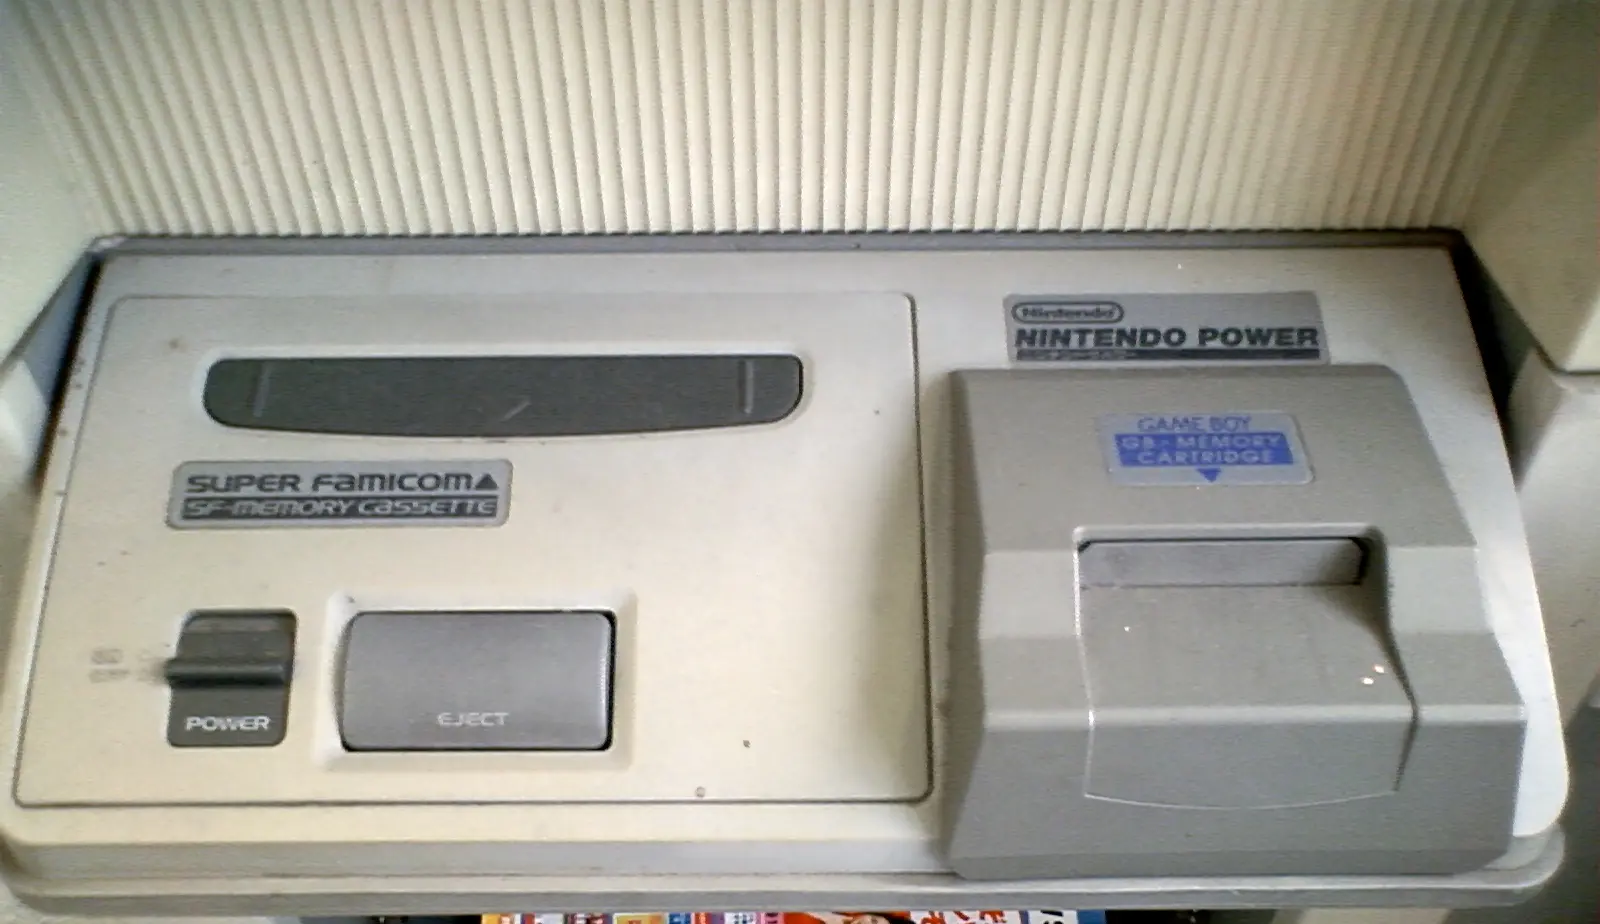 Nintendo
NINTENDO POWER
GAME BOY
GB-MEMORY
CARTRIDGE
SUPER FAMICOM
SF-MEMORY CASSETTE
POWER
EJECT